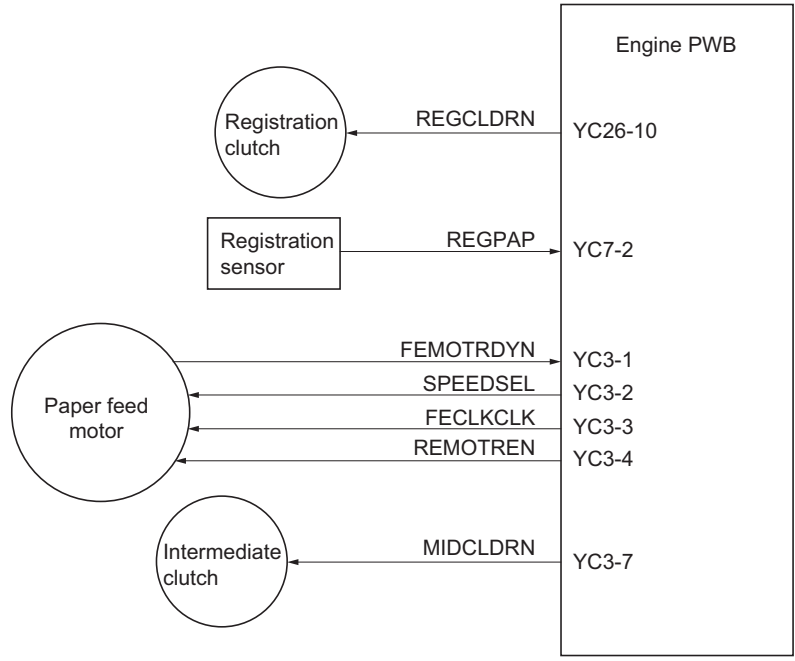 Engine PWB
Registration
clutch
REGCLDRN
YC26-10
Registration
sensor
REGPAP
YC7-2
Paper feed
motor
FEMOTRDYN
YC3-1
SPEEDSEL
YC3-2
FECLKCLK
YC3-3
REMOTREN
YC3-4
Intermediate
clutch
MIDCLDRN
YC3-7